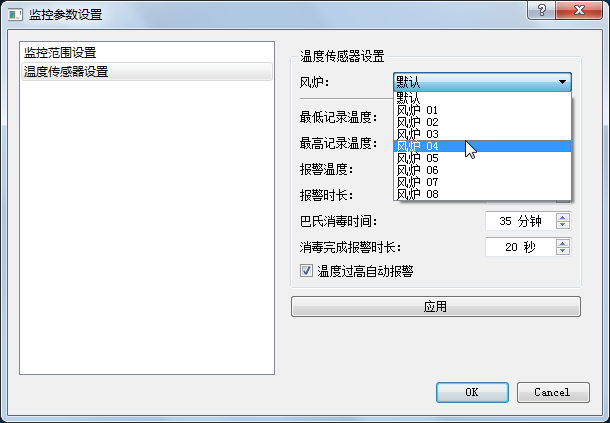 监控参数设置
监控范围设置
温度传感器设置
温度传感器设置
风炉:
默认
默认
风炉 01
风炉 02
风炉 03
风炉 04
风炉 05
风炉 06
风炉 07
风炉 08
最低记录温度:
最高记录温度:
报警温度:
报警时长:
巴氏消毒时间:
35 分钟
消毒完成报警时长:
20 秒
温度过高自动报警
应用
OK
Cancel